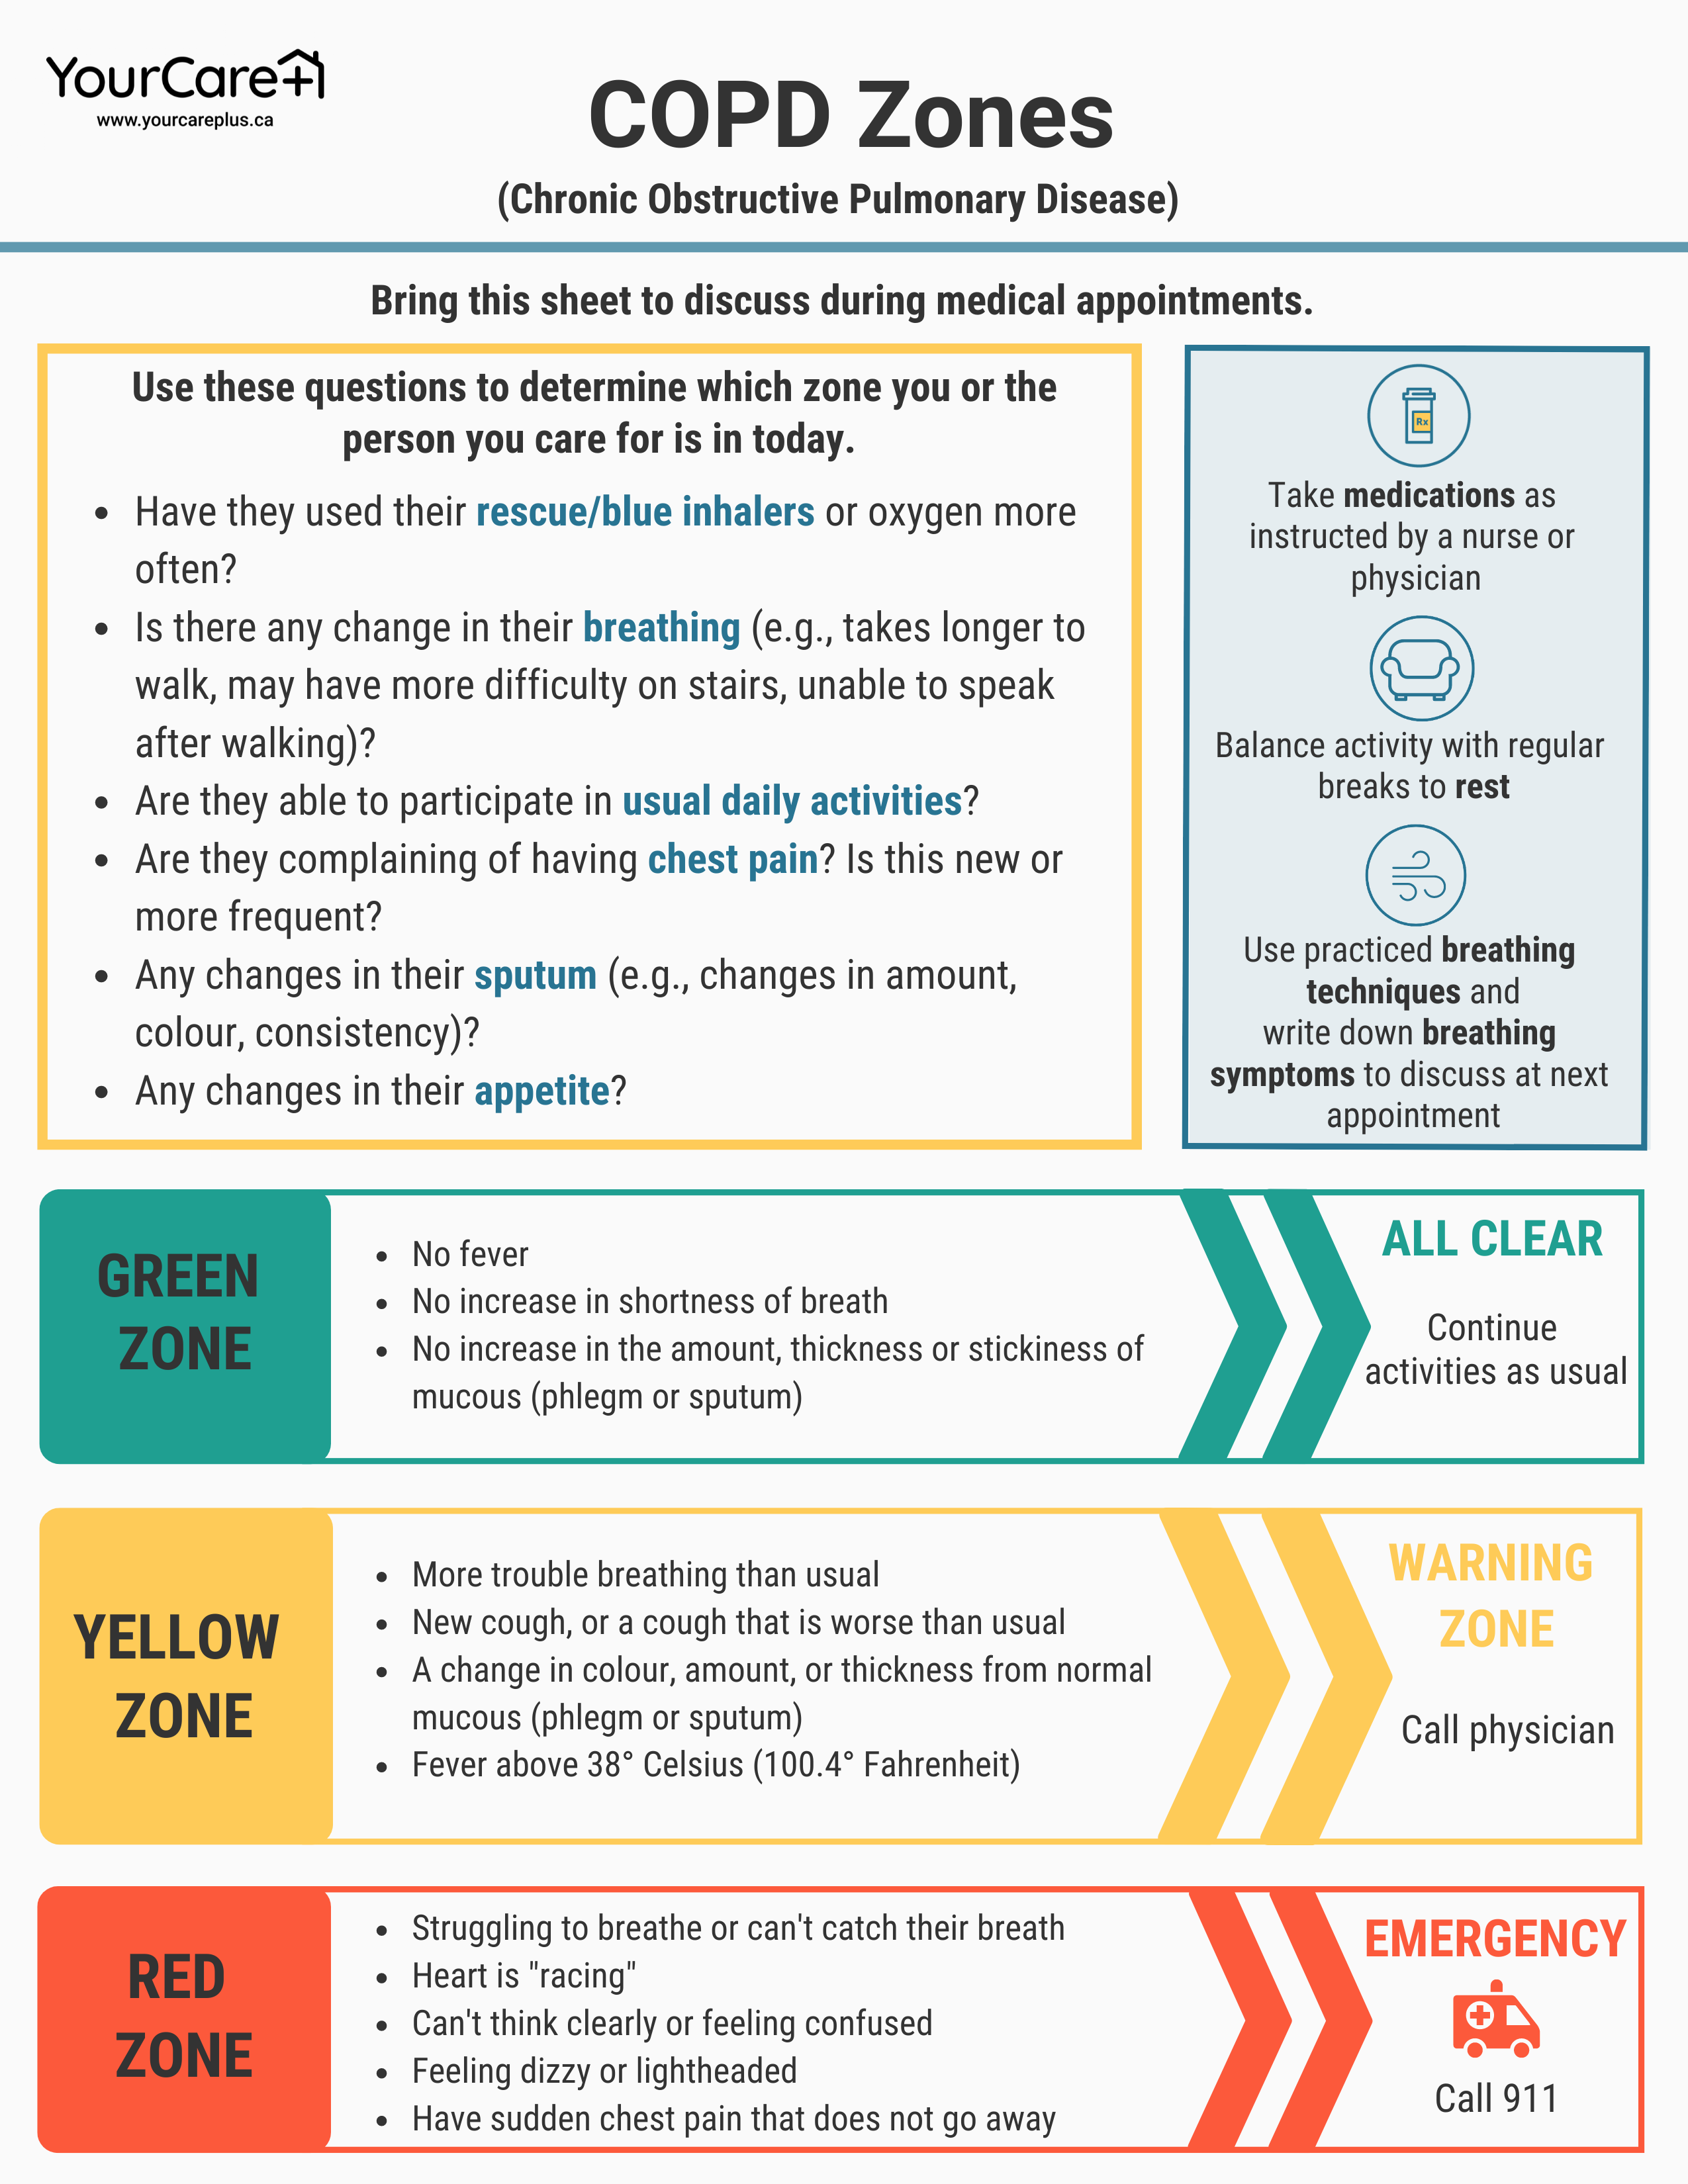 YourCare+
www.yourcareplus.ca
COPD Zones
(Chronic Obstructive Pulmonary Disease)
Bring this sheet to discuss during medical appointments.
Use these questions to determine which zone you or the
person you care for is in today.
• Have they used their rescue/blue inhalers or oxygen more
often?
• Is there any change in their breathing (e.g., takes longer to
walk, may have more difficulty on stairs, unable to speak
after walking)?
• Are they able to participate in usual daily activities?
• Are they complaining of having chest pain? Is this new or
more frequent?
• Any changes in their sputum (e.g., changes in amount,
colour, consistency)?
• Any changes in their appetite?
Rx
Take medications as
instructed by a nurse or
physician
Balance activity with regular
breaks to rest
Use practiced breathing
techniques and
write down breathing
symptoms to discuss at next
appointment
GREEN
ZONE
• No fever
• No increase in shortness of breath
• No increase in the amount, thickness or stickiness of
mucous (phlegm or sputum)
ALL CLEAR
Continue
activities as usual
YELLOW
ZONE
• More trouble breathing than usual
• New cough, or a cough that is worse than usual
• A change in colour, amount, or thickness from normal
mucous (phlegm or sputum)
• Fever above 38° Celsius (100.4° Fahrenheit)
WARNING
ZONE
Call physician
RED
ZONE
• Struggling to breathe or can't catch their breath
• Heart is "racing"
• Can't think clearly or feeling confused
• Feeling dizzy or lightheaded
• Have sudden chest pain that does not go away
EMERGENCY
Call 911